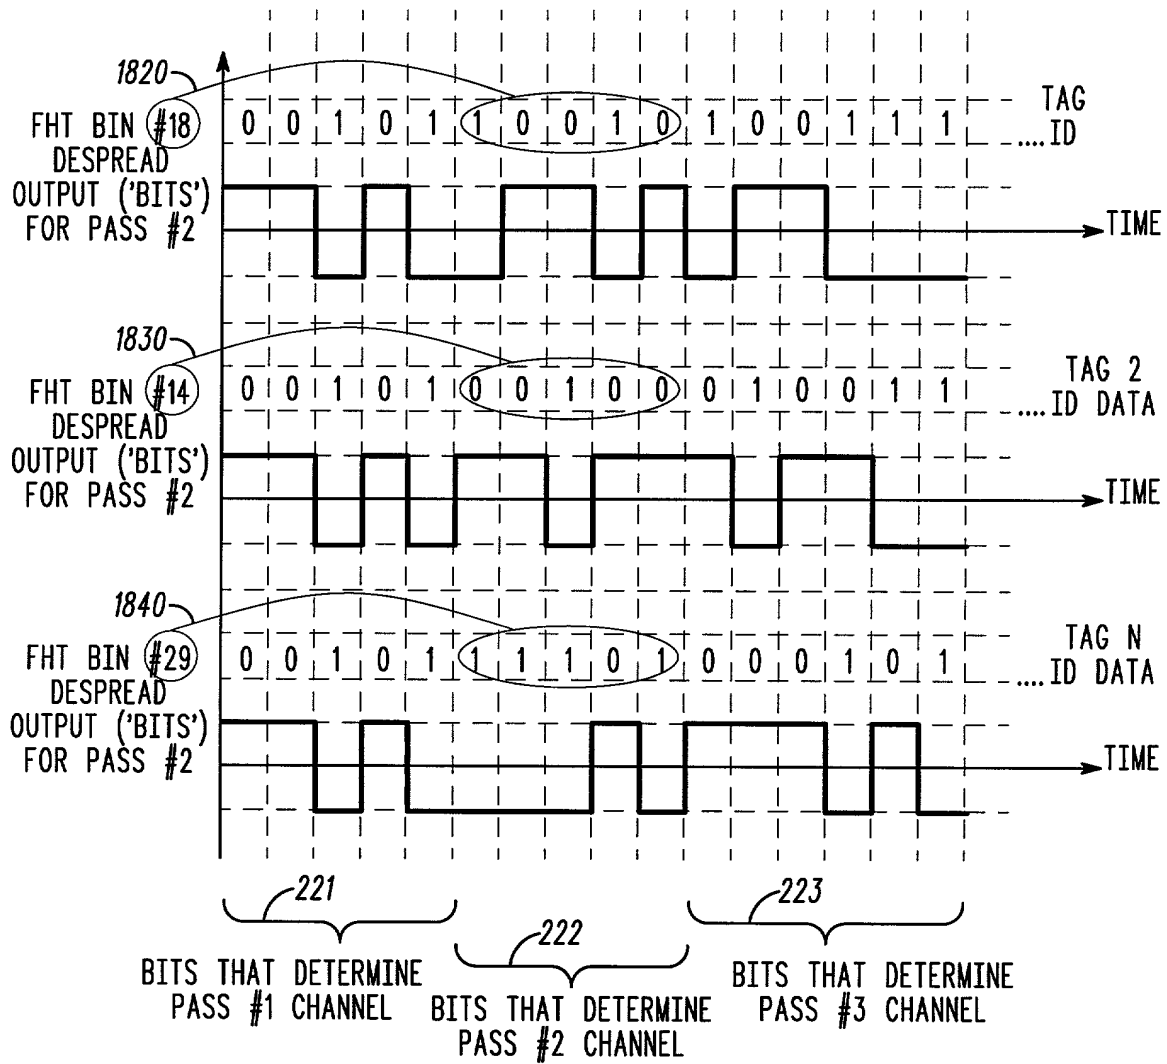 1820
FHT BIN #18
DESPREAD
OUTPUT ('BITS')
FOR PASS #2
0 0 1 0 1 1 0 0 1 0 1 0 0 1 1 1
TAG
....ID
TIME
1830
FHT BIN #14
DESPREAD
OUTPUT ('BITS')
FOR PASS #2
0 0 1 0 1 0 0 1 0 0 0 1 0 0 1 1
TAG 2
....ID DATA
TIME
1840
FHT BIN #29
DESPREAD
OUTPUT ('BITS')
FOR PASS #2
0 0 1 0 1 1 1 1 0 1 0 0 0 1 0 1
TAG N
....ID DATA
TIME
221
BITS THAT DETERMINE
PASS #1 CHANNEL
222
BITS THAT DETERMINE
PASS #2 CHANNEL
223
BITS THAT DETERMINE
PASS #3 CHANNEL